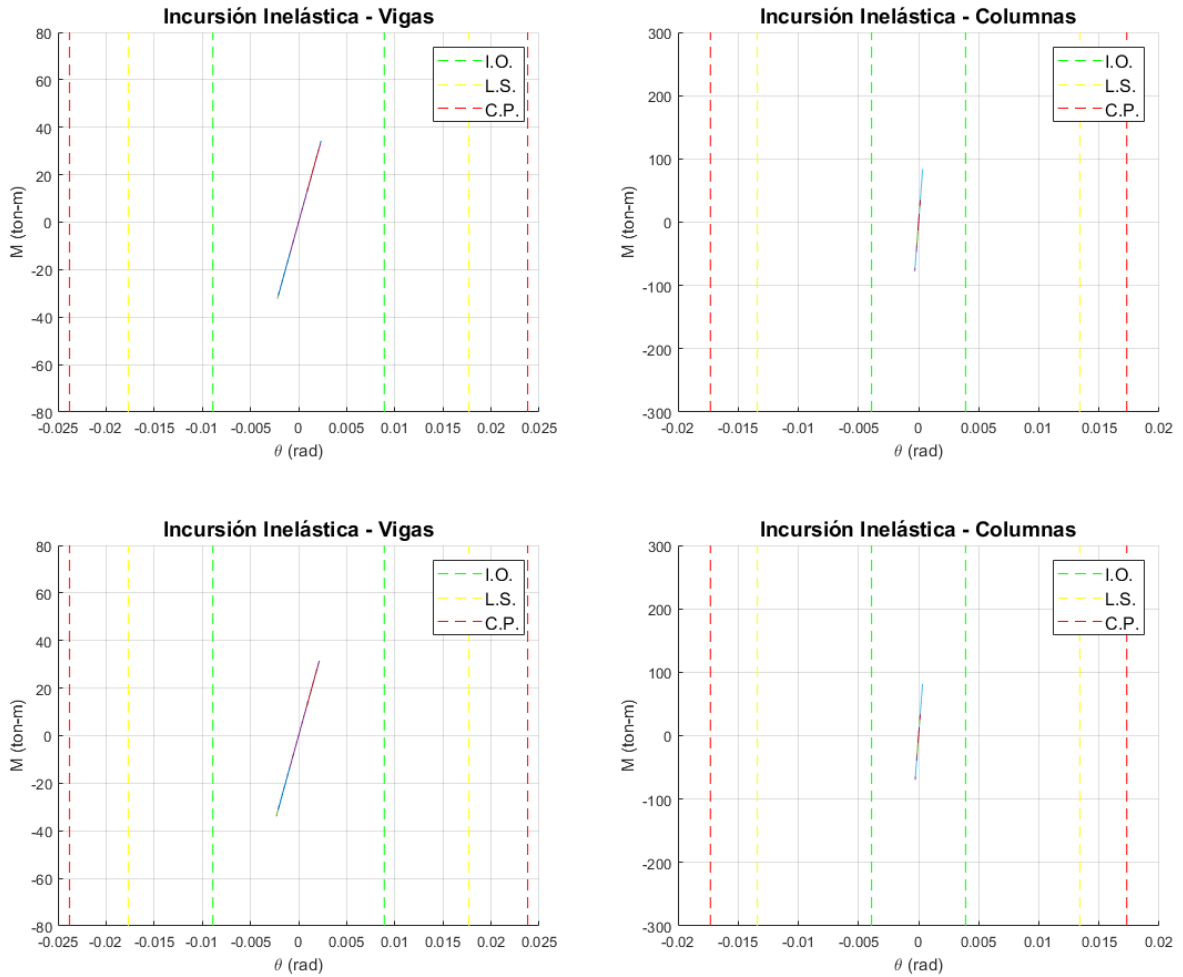 Incursión Inelástica - Vigas
80
60
40
20
0
-20
-40
-60
-80
M (ton-m)
-0.025 -0.02 -0.015 -0.01 -0.005 0 0.005 0.01 0.015 0.02 0.025
θ (rad)
I.O.
L.S.
C.P.
Incursión Inelástica - Columnas
300
200
100
0
-100
-200
-300
M (ton-m)
-0.02 -0.015 -0.01 -0.005 0 0.005 0.01 0.015 0.02
θ (rad)
I.O.
L.S.
C.P.
Incursión Inelástica - Vigas
80
60
40
20
0
-20
-40
-60
-80
M (ton-m)
-0.025 -0.02 -0.015 -0.01 -0.005 0 0.005 0.01 0.015 0.02 0.025
θ (rad)
I.O.
L.S.
C.P.
Incursión Inelástica - Columnas
300
200
100
0
-100
-200
-300
M (ton-m)
-0.02 -0.015 -0.01 -0.005 0 0.005 0.01 0.015 0.02
θ (rad)
I.O.
L.S.
C.P.